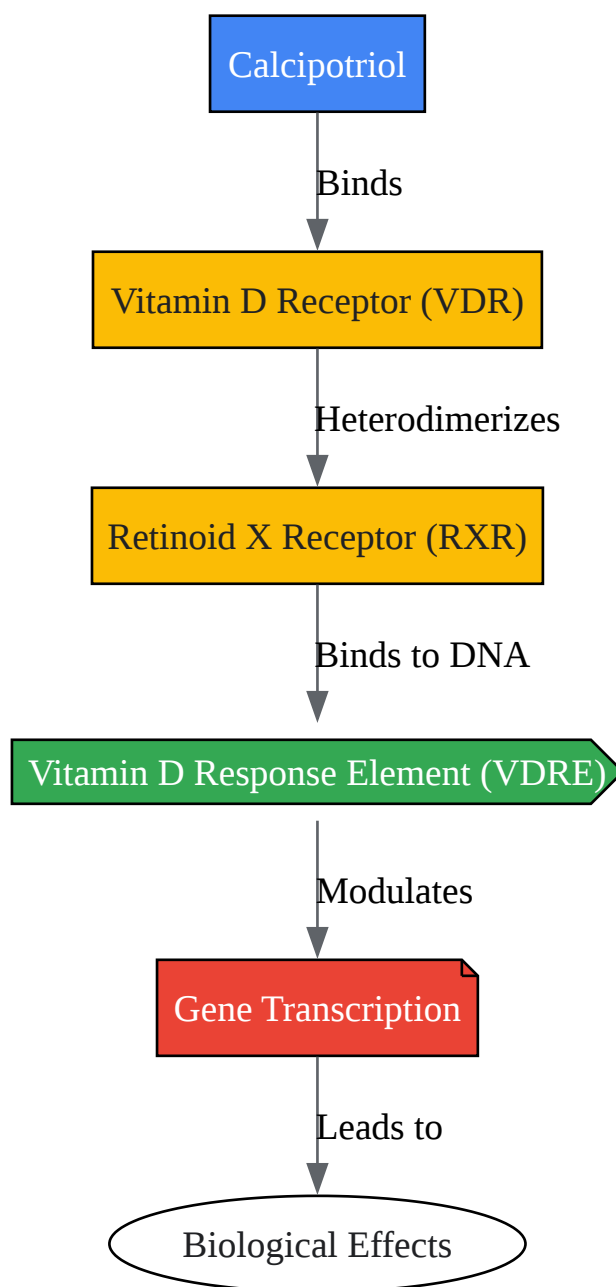 Calcipotriol
Binds
Vitamin D Receptor (VDR)
Heterodimerizes
Retinoid X Receptor (RXR)
Binds to DNA
Vitamin D Response Element (VDRE)
Modulates
Gene Transcription
Leads to
Biological Effects